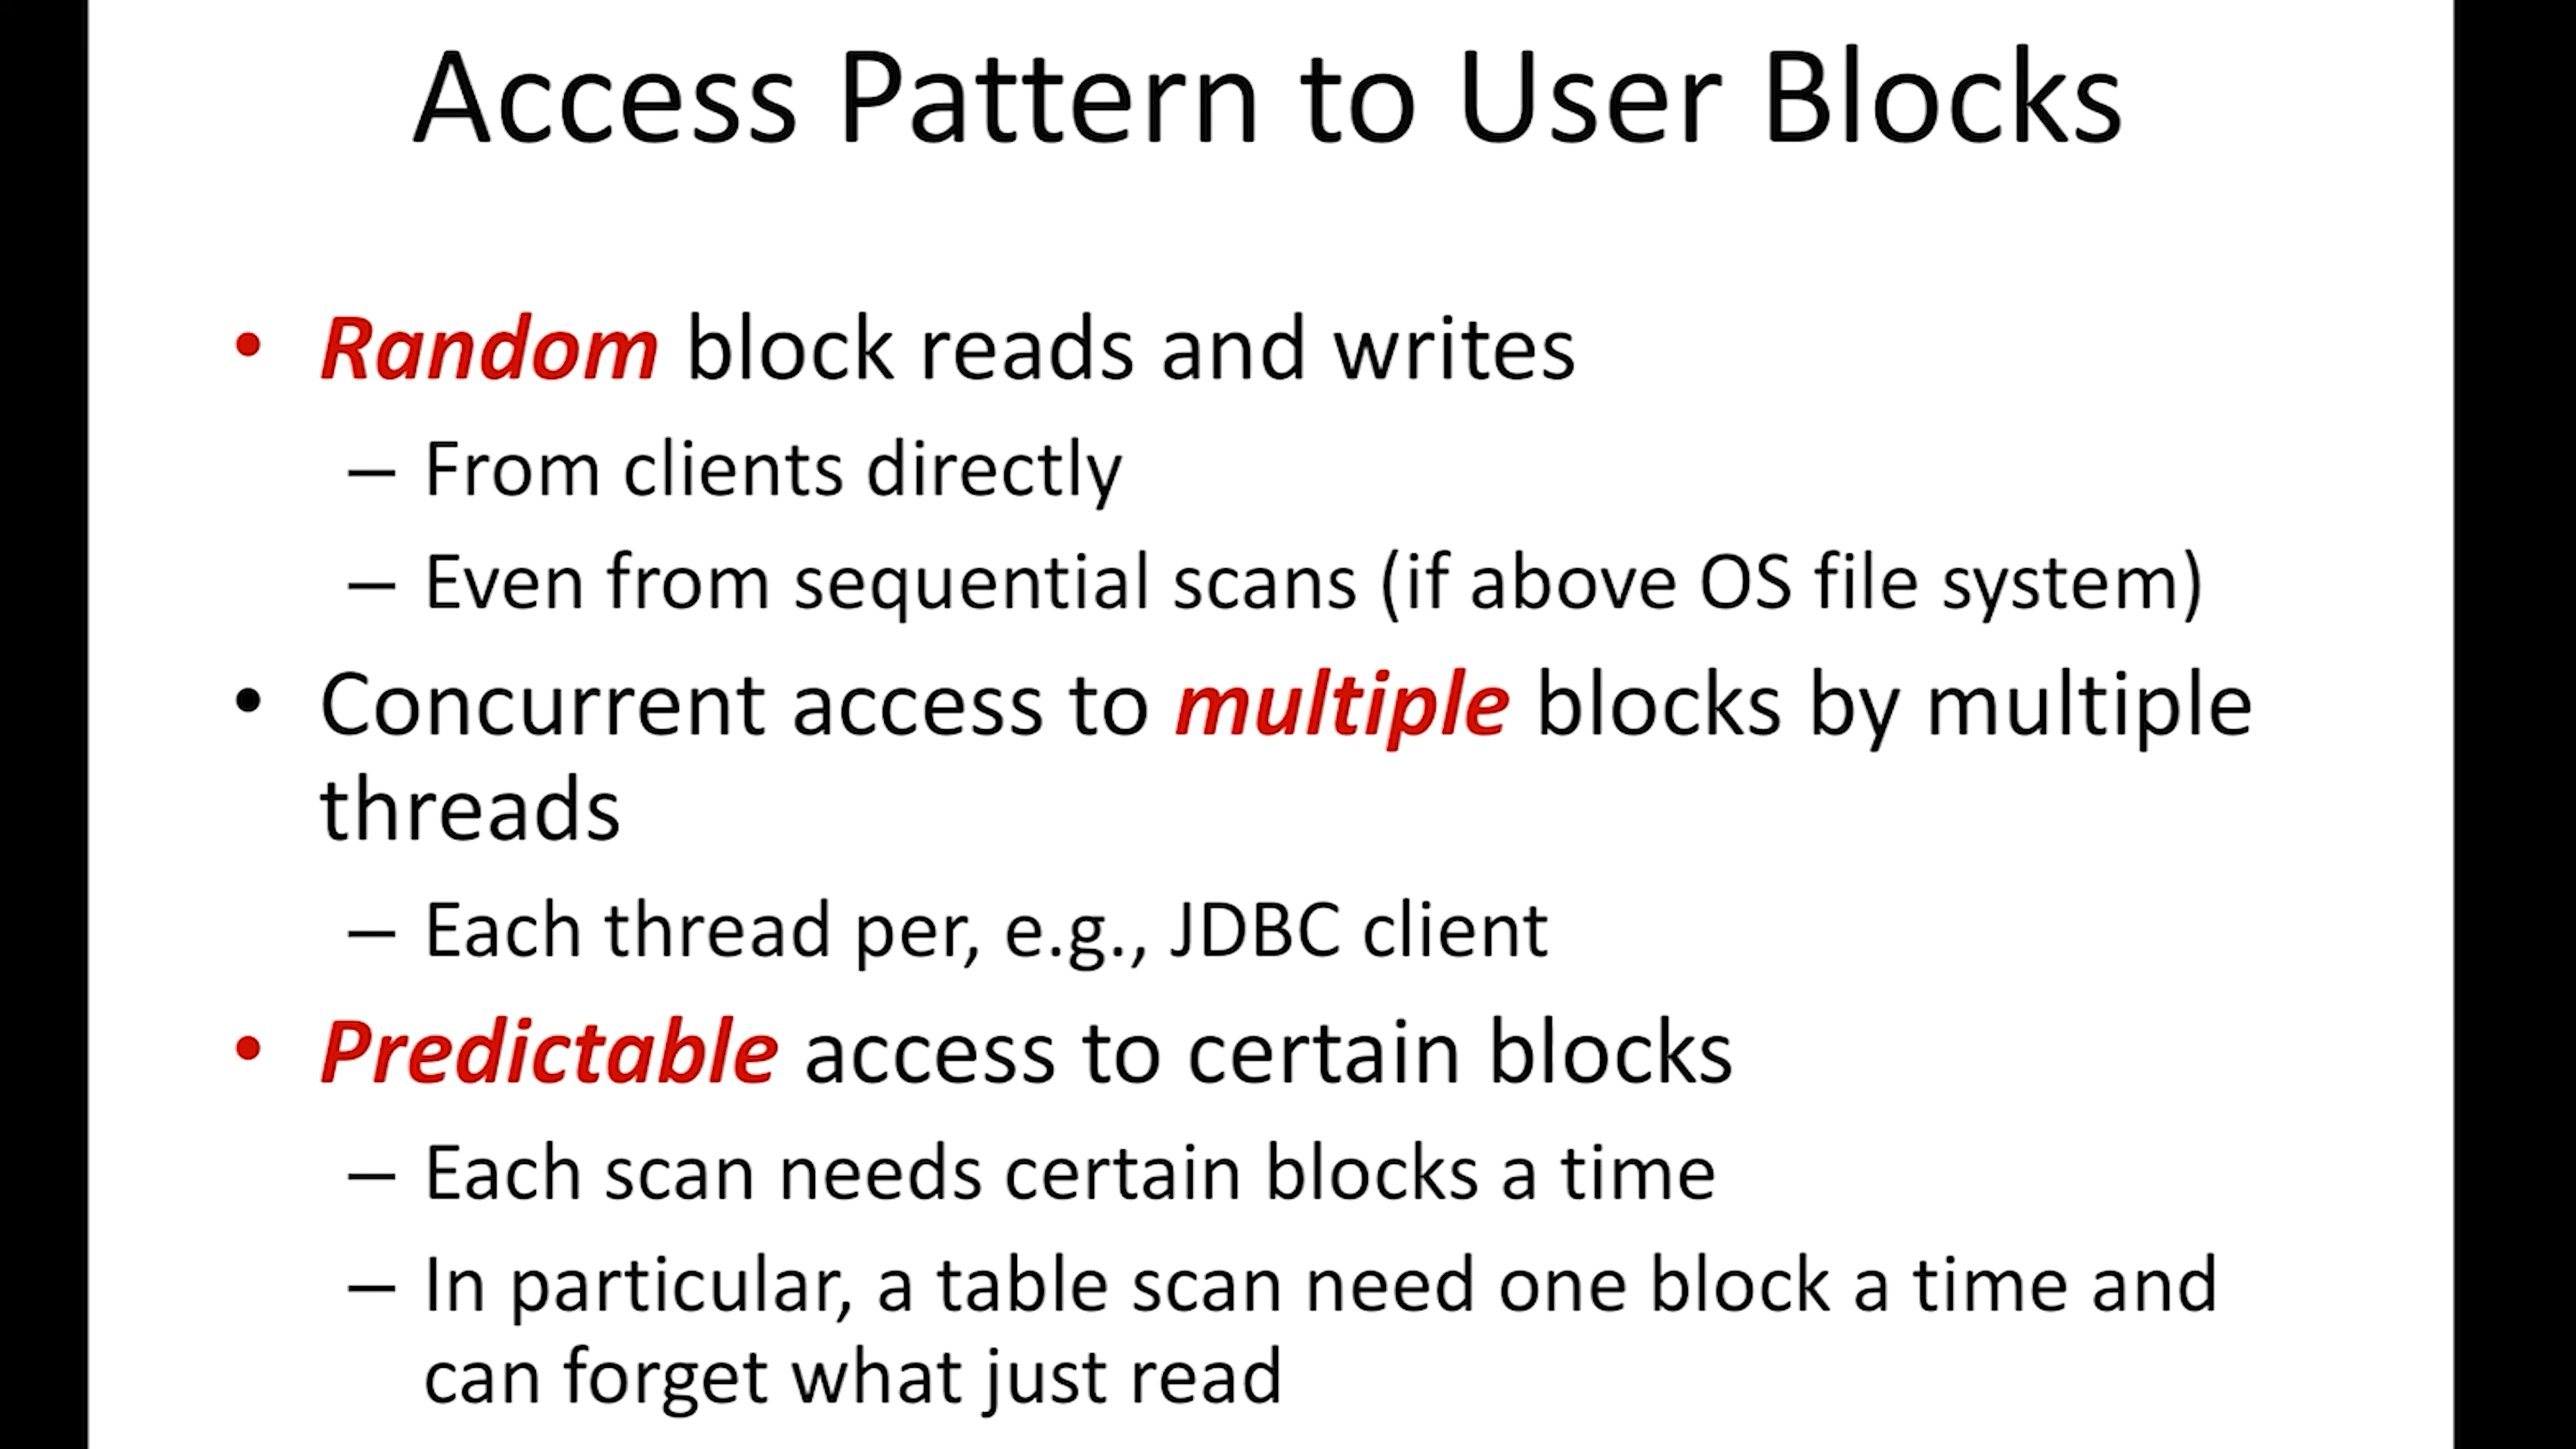 Access Pattern to User Blocks
• Random block reads and writes
– From clients directly
– Even from sequential scans (if above OS file system)
• Concurrent access to multiple blocks by multiple
threads
– Each thread per, e.g., JDBC client
• Predictable access to certain blocks
– Each scan needs certain blocks a time
– In particular, a table scan need one block a time and
can forget what just read